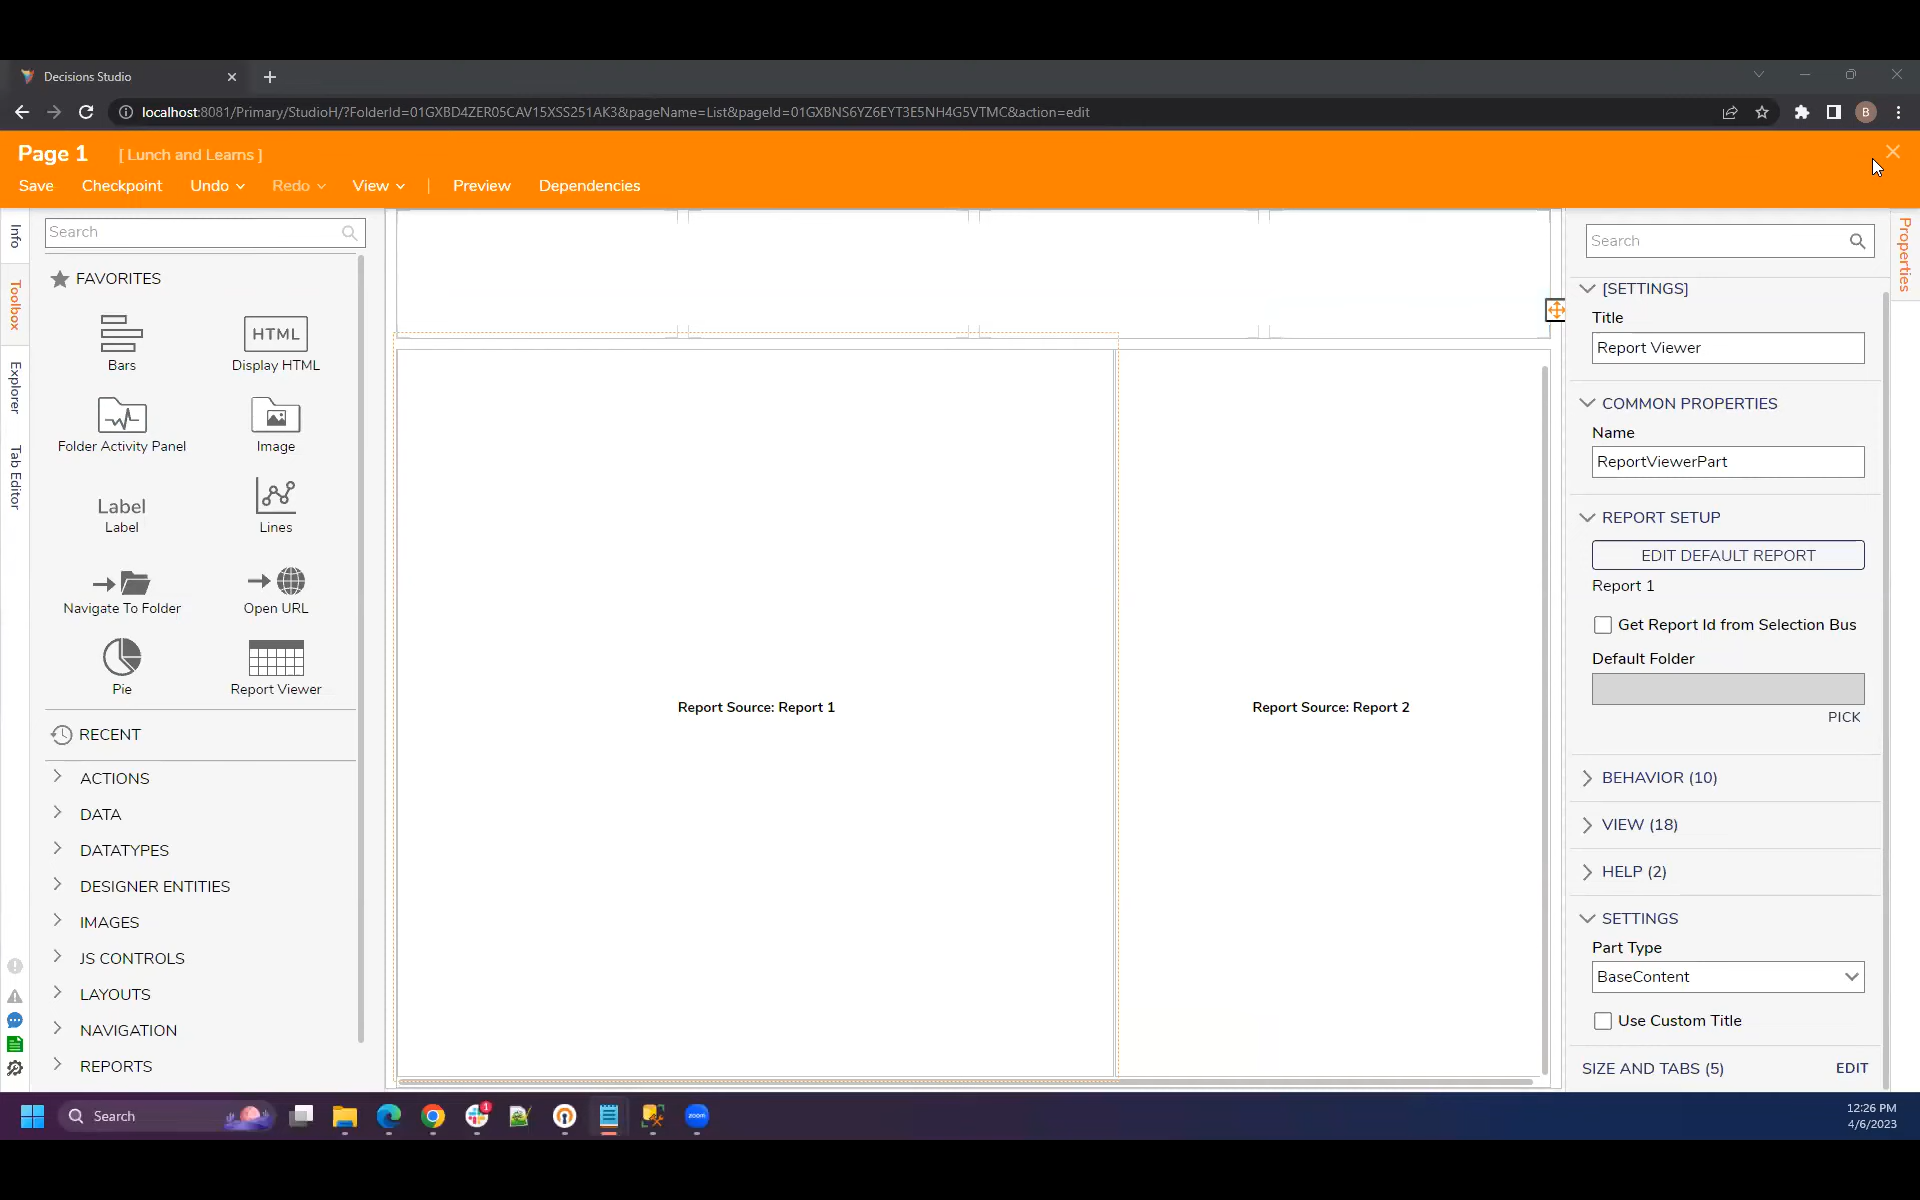 Decisions Studio
localhost:8081/Primary/StudioH/?FolderId=01GXBD4ZER05CAV15XSS251AK3&pageName=List&pageId=01GXBNS6YZ6EYT3E5NH4G5VTMC&action=edit
B
Page 1 [ Lunch and Learns ]
Save Checkpoint Undo Redo View | Preview Dependencies
Info
Toolbox
Explorer
Tab Editor
Search
FAVORITES
Bars
HTML
Display HTML
Folder Activity Panel
Image
Label
Label
Lines
Navigate To Folder
Open URL
Pie
Report Viewer
RECENT
ACTIONS
DATA
DATATYPES
DESIGNER ENTITIES
IMAGES
JS CONTROLS
LAYOUTS
NAVIGATION
REPORTS
Report Source: Report 1
Report Source: Report 2
Properties
Search
[SETTINGS]
Title
Report Viewer
COMMON PROPERTIES
Name
ReportViewerPart
REPORT SETUP
EDIT DEFAULT REPORT
Report 1
Get Report Id from Selection Bus
Default Folder
PICK
BEHAVIOR (10)
VIEW (18)
HELP (2)
SETTINGS
Part Type
BaseContent
Use Custom Title
SIZE AND TABS (5) EDIT
Search
1
zoom
12:26 PM
4/6/2023